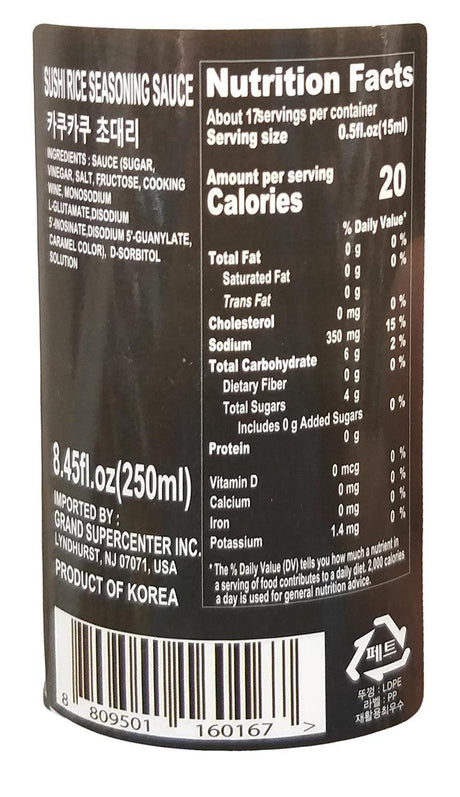 SUSHI RICE SEASONING SAUCE
카쿠카쿠 초대리
INGREDIENTS : SAUCE (SUGAR,
VINEGAR, SALT, FRUCTOSE, COOKING
WINE, MONOSODIUM
L-GLUTAMATE,DISODIUM
5'-INOSINATE,DISODIUM 5'-GUANYLATE,
CARAMEL COLOR), D-SORBITOL
SOLUTION
8.45fl.oz(250ml)
IMPORTED BY :
GRAND SUPERCENTER INC.
LYNDHURST, NJ 07071, USA
PRODUCT OF KOREA
8 809501 160167 >
Nutrition Facts
About 17servings per container
Serving size 0.5fl.oz(15ml)
Amount per serving
Calories 20
% Daily Value*
Total Fat 0 g 0 %
Saturated Fat 0 g 0 %
Trans Fat 0 g
Cholesterol 0 mg 0 %
Sodium 350 mg 15 %
Total Carbohydrate 6 g 2 %
Dietary Fiber 0 g 0 %
Total Sugars 4 g
Includes 0 g Added Sugars 0 %
Protein 0 g
Vitamin D 0 mcg 0 %
Calcium 0 mg 0 %
Iron 0 mg 0 %
Potassium 1.4 mg 0 %
* The % Daily Value (DV) tells you how much a nutrient in
a serving of food contributes to a daily diet. 2,000 calories
a day is used for general nutrition advice.
페트
뚜껑 : LDPE
라벨 : PP
재활용최우수